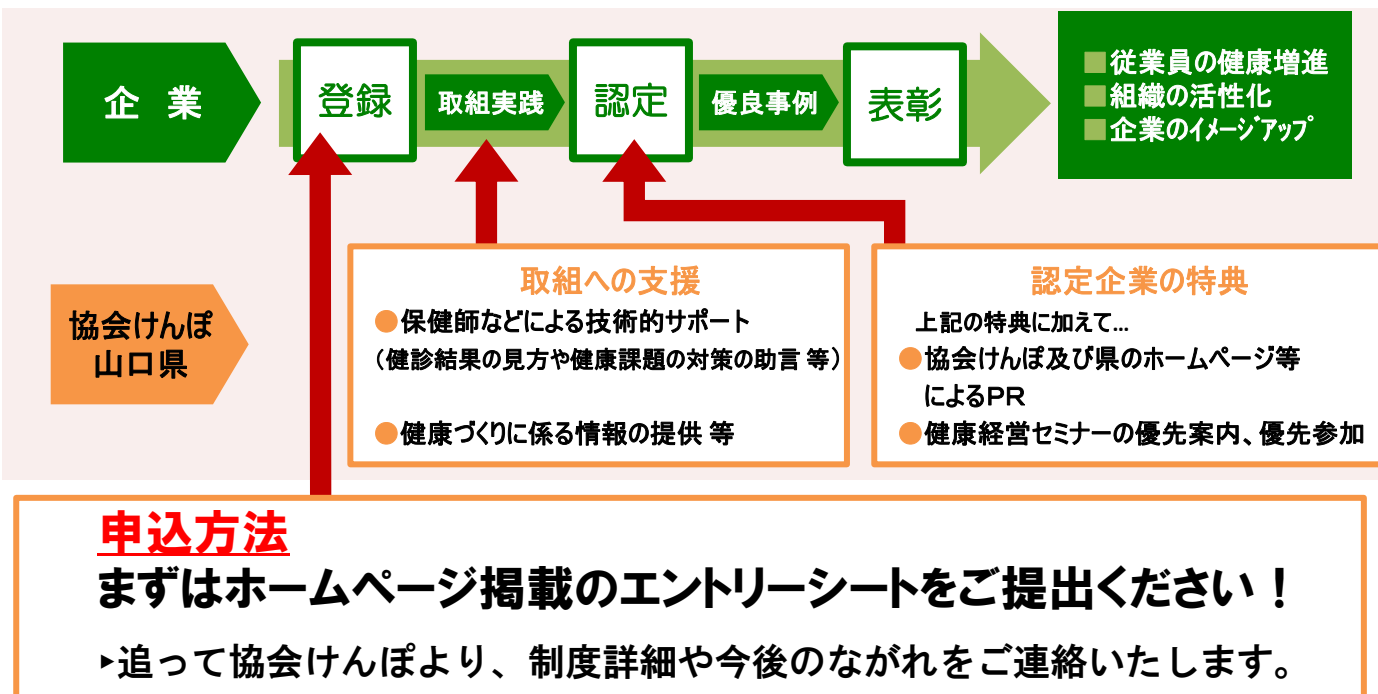 企 業
登録
取組実践
認定
優良事例
表彰
■従業員の健康増進
■組織の活性化
■企業のイメージアップ
協会けんぽ
山口県
取組への支援
●保健師などによる技術的サポート
（健診結果の見方や健康課題の対策の助言 等）
●健康づくりに係る情報の提供 等
認定企業の特典
上記の特典に加えて…
●協会けんぽ及び県のホームページ等
によるＰＲ
●健康経営セミナーの優先案内、優先参加
申込方法
まずはホームページ掲載のエントリーシートをご提出ください！
▸追って協会けんぽより、制度詳細や今後のながれをご連絡いたします。